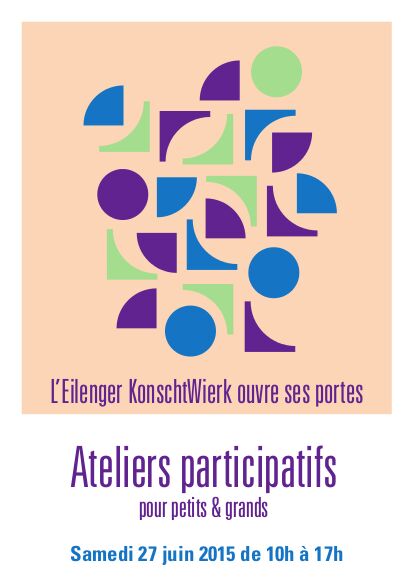 L'Eilenger KonschtWierk ouvre ses portes
Ateliers participatifs
pour petits & grands
Samedi 27 juin 2015 de 10h à 17h